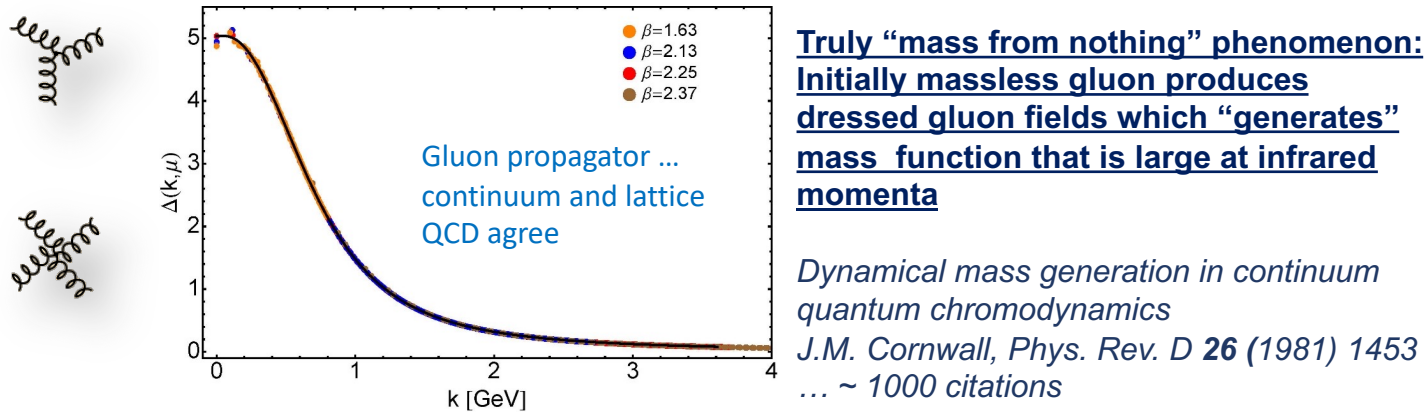 5
4
3
2
1
0
Δ(k,μ)
0
1
2
3
4
k [GeV]
β=1.63
β=2.13
β=2.25
β=2.37
Gluon propagator …
continuum and lattice
QCD agree
Truly “mass from nothing” phenomenon:
Initially massless gluon produces
dressed gluon fields which “generates”
mass function that is large at infrared
momenta
Dynamical mass generation in continuum
quantum chromodynamics
J.M. Cornwall, Phys. Rev. D 26 (1981) 1453
… ~ 1000 citations